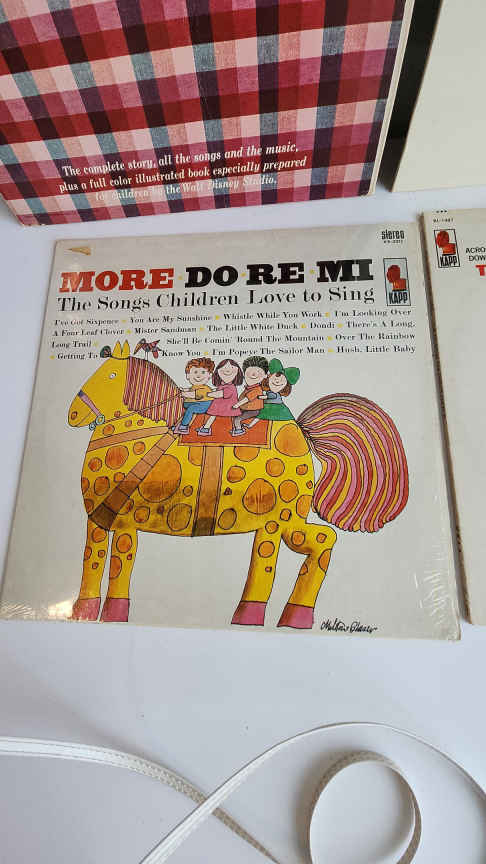 The complete story, all the songs and the music,
plus a full color illustrated book especially prepared
for children by the Walt Disney Studio.
stereo
MORE DO·RE·MI
KAPP
The Songs Children Love to Sing
I've Got Sixpence You Are My Sunshine Whistle While You Work I'm Looking Over
A Four Leaf Clover Mister Sandman The Little White Duck Dondi There's A Long,
Long Trail She'll Be Comin' 'Round The Mountain Over The Rainbow
Getting To Know You I'm Popeye The Sailor Man Hush, Little Baby
Milton Glaser
KAPP
ACRO
DOW
T